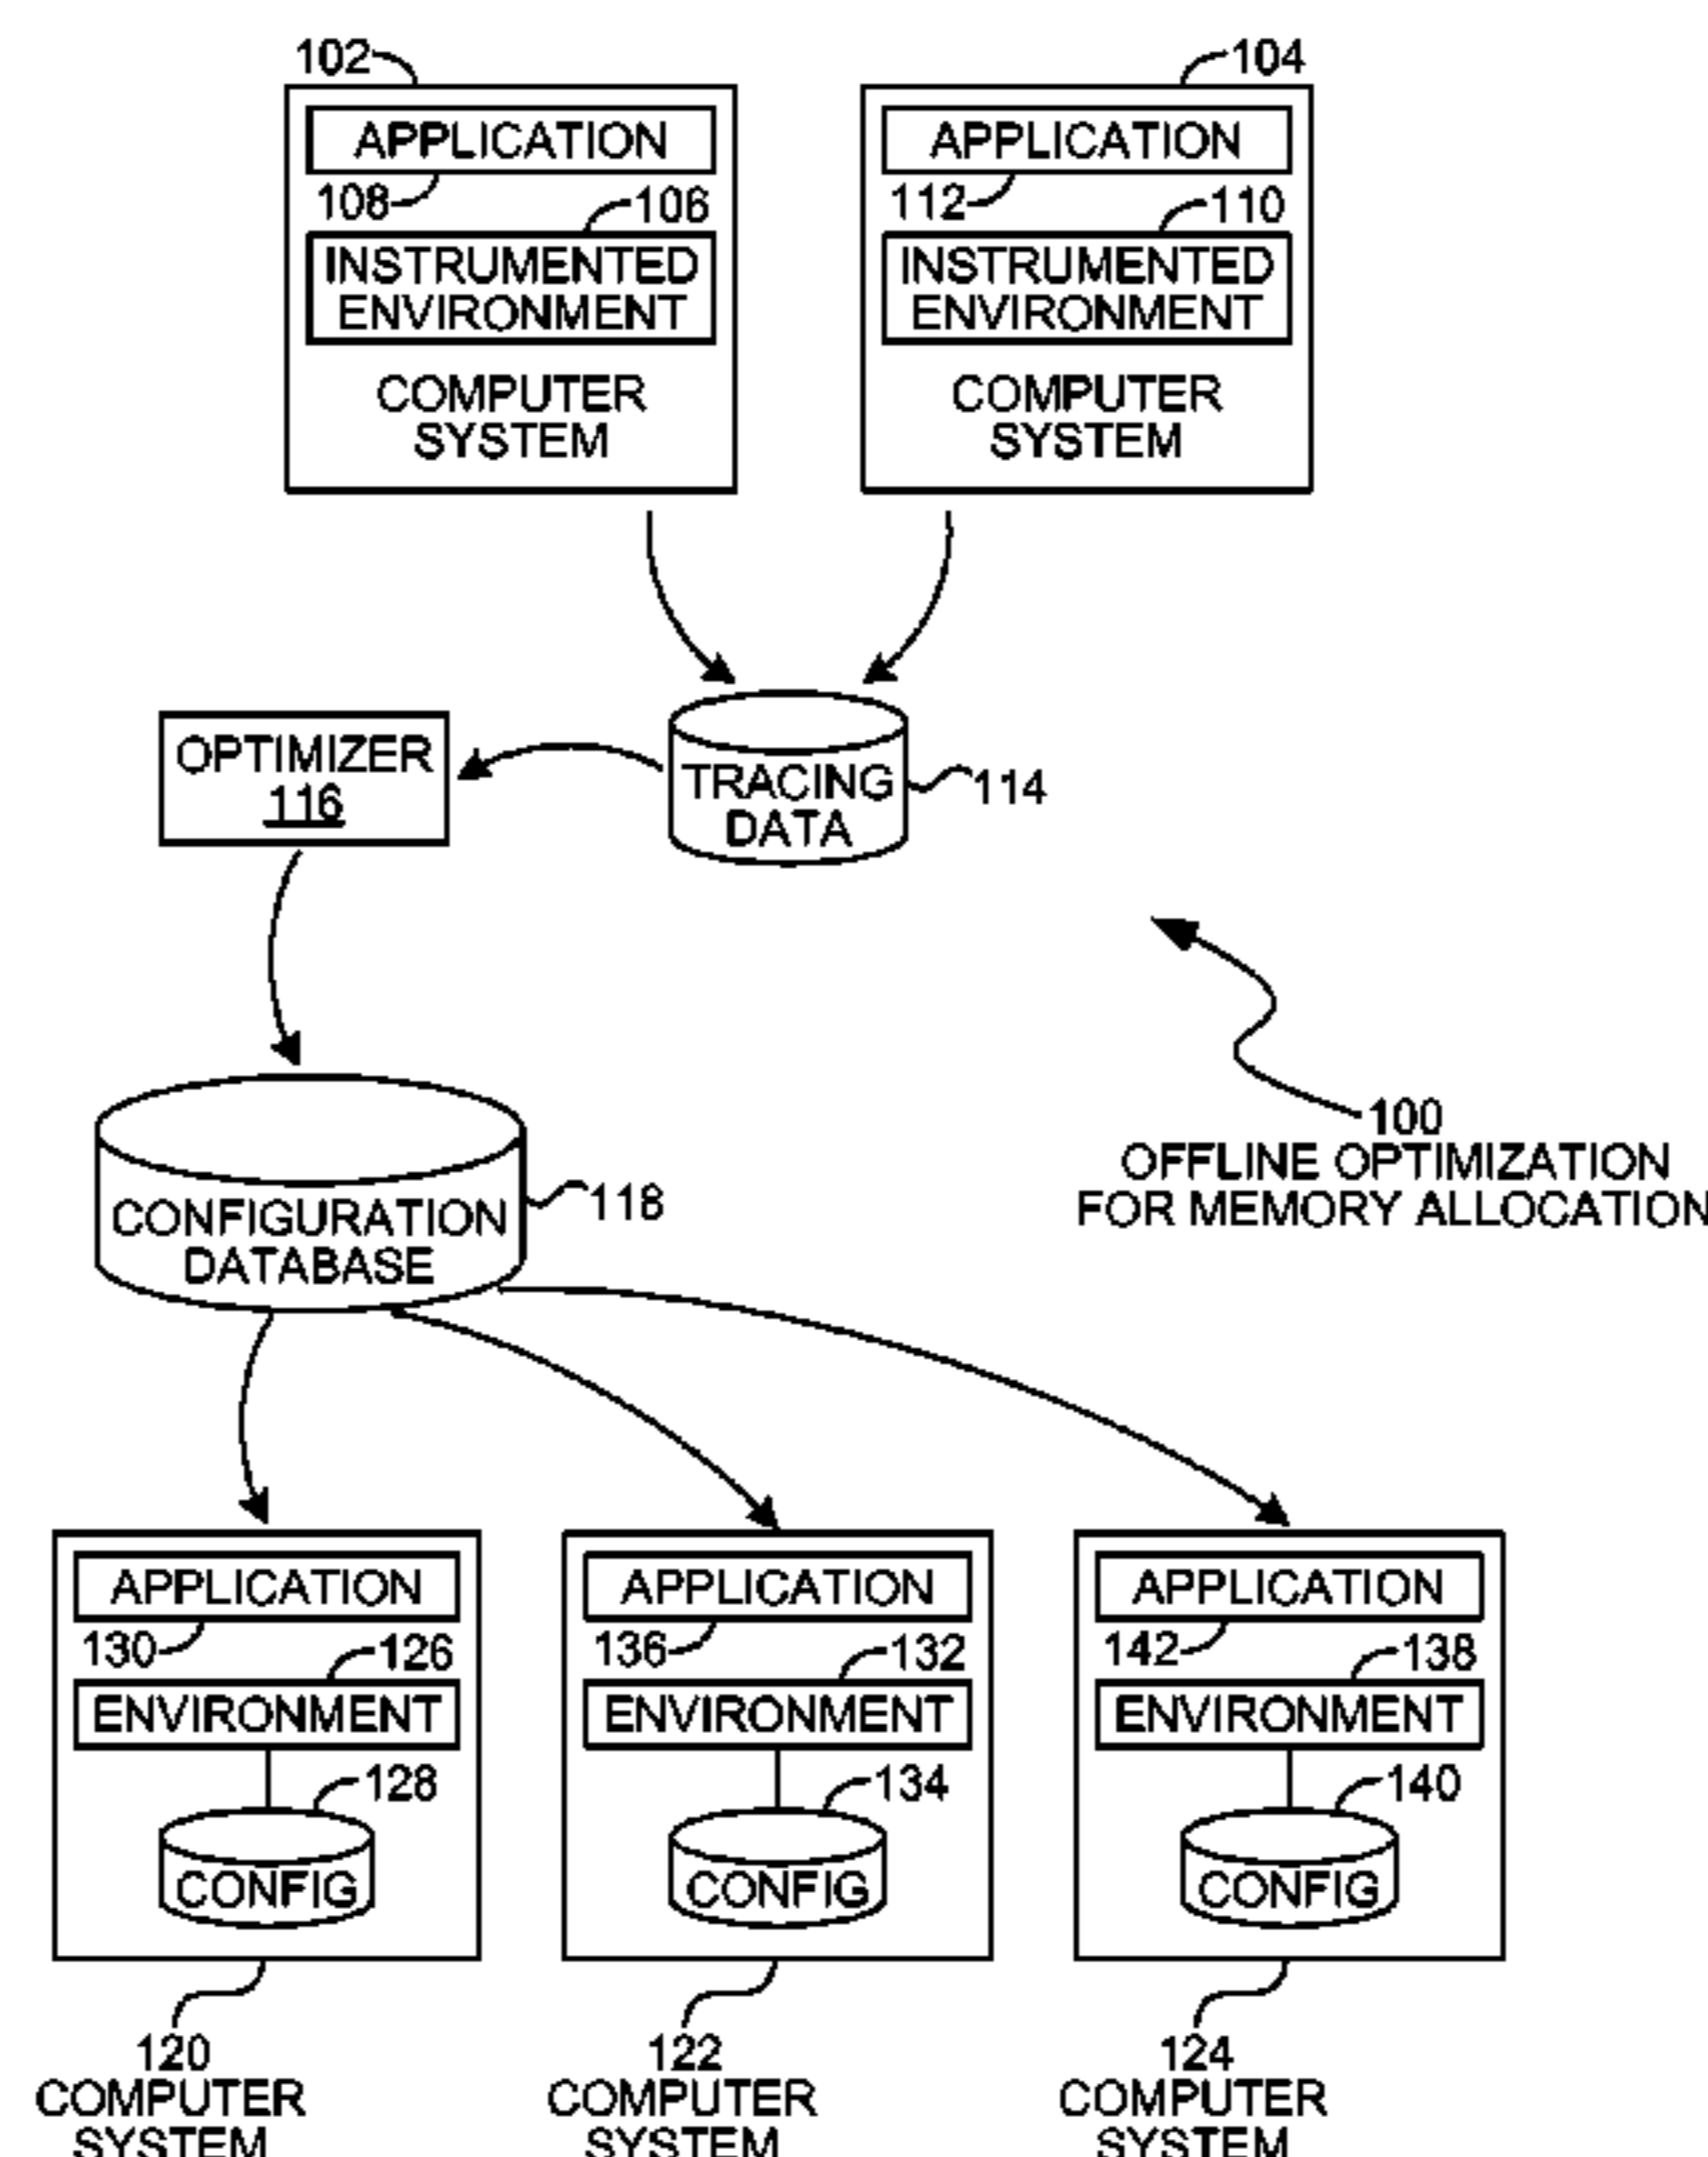 102
104
APPLICATION
APPLICATION
108
106
112
110
INSTRUMENTED
ENVIRONMENT
INSTRUMENTED
ENVIRONMENT
COMPUTER
SYSTEM
COMPUTER
SYSTEM
OPTIMIZER
116
TRACING
DATA
114
100
OFFLINE OPTIMIZATION
FOR MEMORY ALLOCATION
CONFIGURATION
DATABASE
118
APPLICATION
APPLICATION
APPLICATION
130
126
136
132
142
138
ENVIRONMENT
ENVIRONMENT
ENVIRONMENT
128
134
140
CONFIG
CONFIG
CONFIG
120
COMPUTER
SYSTEM
122
COMPUTER
SYSTEM
124
COMPUTER
SYSTEM